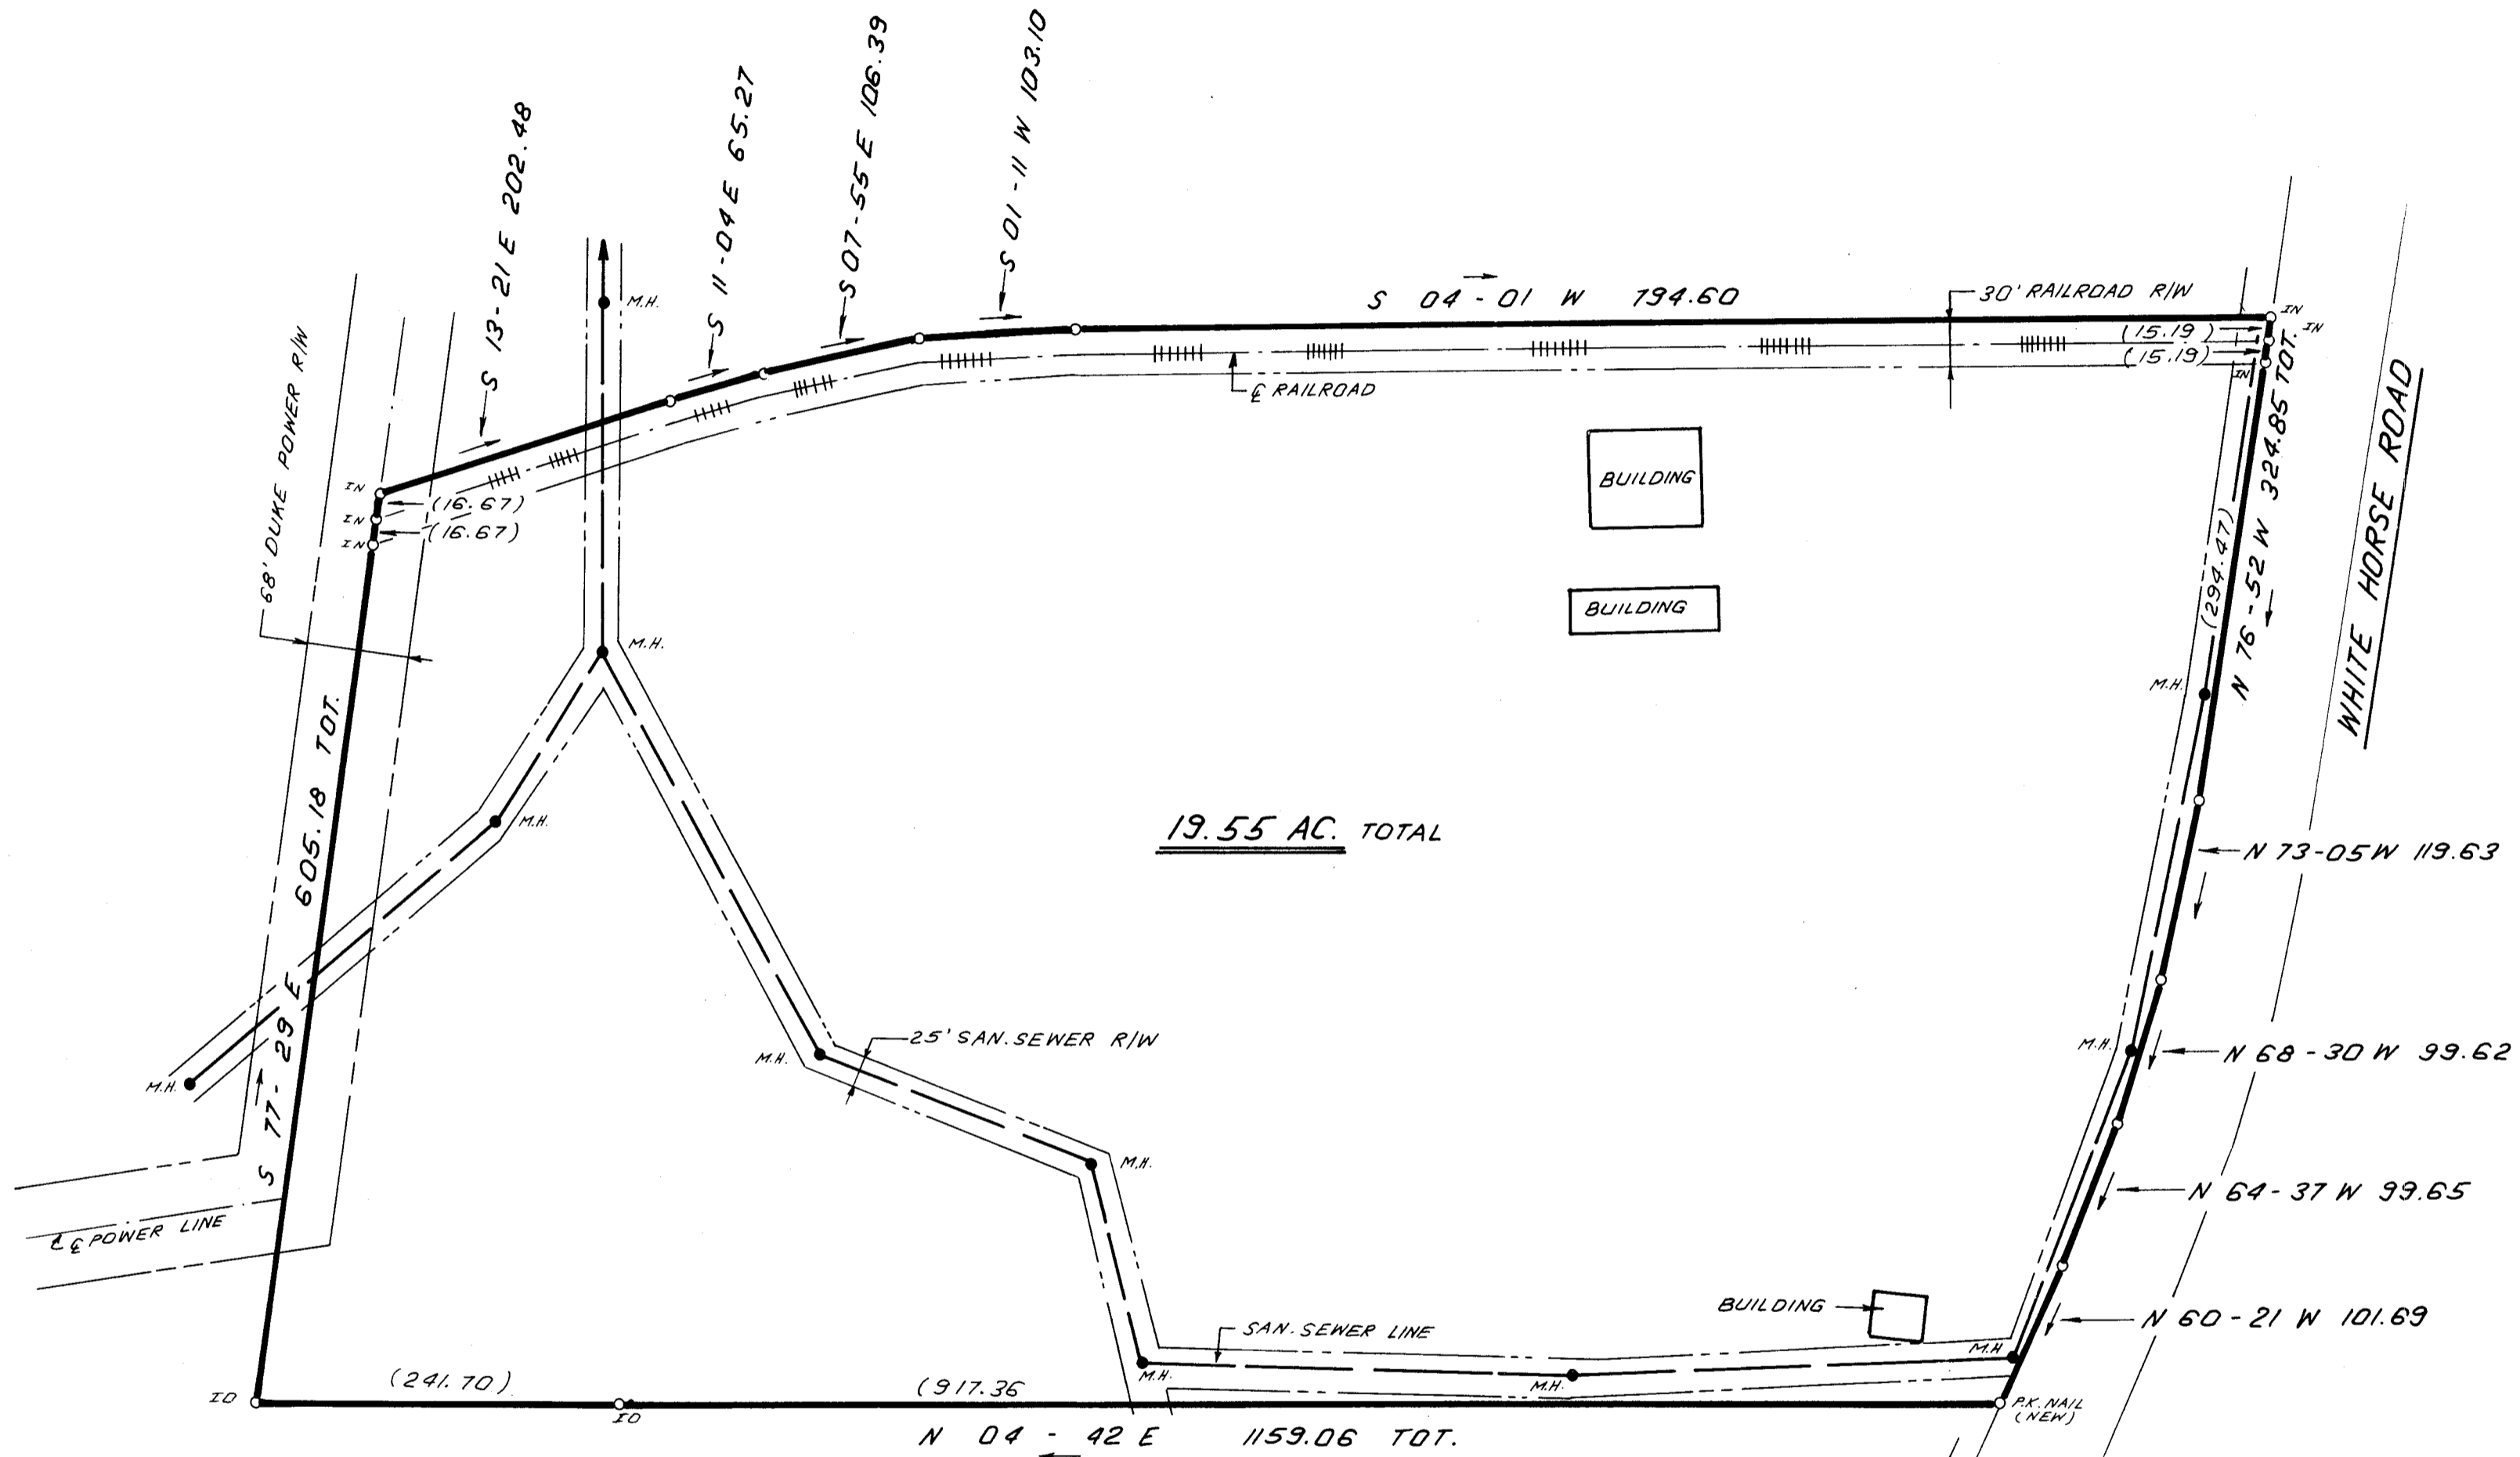 S 13-21 E 202.48
S 11-04 E 65.27
S 07-55 E 106.39
S 01-11 W 103.10
S 04-01 W 794.60
30' RAILROAD R/W
IN
IN
(15.19)
(15.19)
IN
℄ RAILROAD
68' DUKE POWER R/W
M.H.
IN
(16.67)
IN
(16.67)
IN
BUILDING
BUILDING
N 76-52 W 324.85 TOT.
(294.47)
WHITE HORSE ROAD
M.H.
M.H.
M.H.
19.55 AC. TOTAL
N 73-05 W 119.63
S 77-29 E 605.18 TOT.
25' SAN. SEWER R/W
M.H.
M.H.
M.H.
N 68-30 W 99.62
M.H.
N 64-37 W 99.65
℄ POWER LINE
BUILDING
N 60-21 W 101.69
SAN. SEWER LINE
M.H
M.H.
M.H.
(241.70)
(917.36
IO
IO
P.K. NAIL
(NEW)
N 04-42 E 1159.06 TOT.